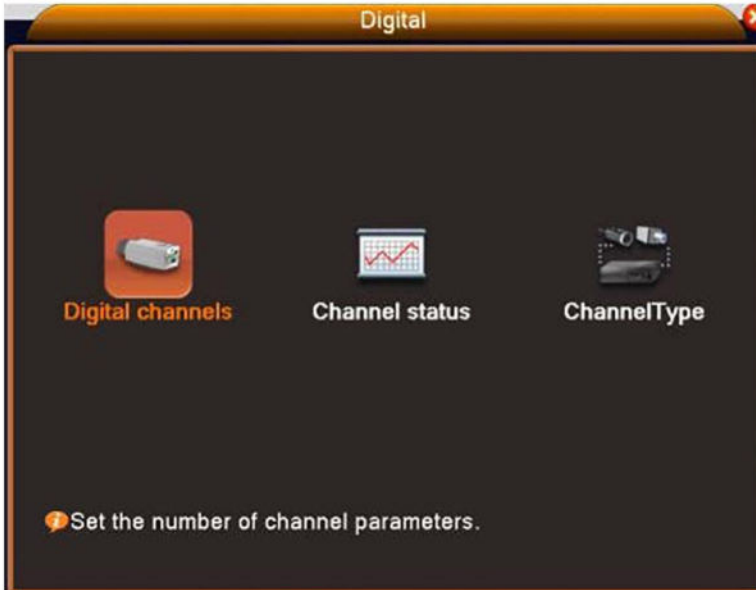 Digital
Digital channels
Channel status
ChannelType
Set the number of channel parameters.